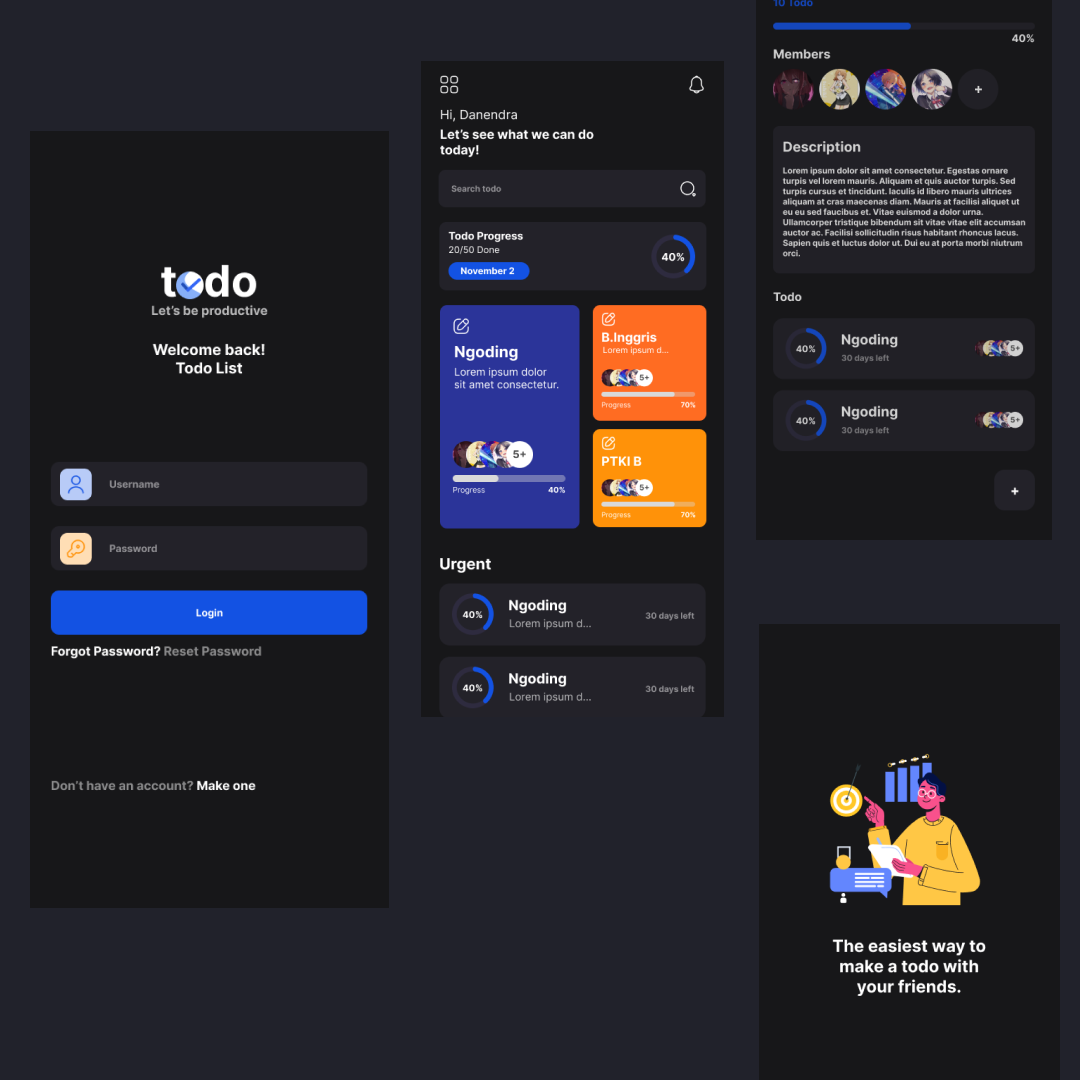 todo
Let's be productive
Welcome back!
Todo List
Username
Password
Login
Forgot Password? Reset Password
Don't have an account? Make one
Hi, Danendra
Let's see what we can do
today!
Search todo
Todo Progress
20/50 Done
November 2
40%
Ngoding
Lorem ipsum dolor
sit amet consectetur.
5+
Progress 40%
B.Inggris
Lorem ipsum d...
5+
Progress 70%
PTKI B
5+
Progress 70%
Urgent
40%
Ngoding
Lorem ipsum d...
30 days left
40%
Ngoding
Lorem ipsum d...
30 days left
10 Todo
40%
Members
+
Description
Lorem ipsum dolor sit amet consectetur. Egestas ornare
turpis vel lorem mauris. Aliquam et quis auctor turpis. Sed
turpis cursus et tincidunt. Iaculis id libero mauris ultrices
aliquam at cras maecenas diam. Mauris at facilisi aliquet ut
eu eu sed faucibus et. Vitae euismod a dolor urna.
Ullamcorper tristique bibendum sit vitae vitae elit accumsan
auctor ac. Facilisi sollicitudin risus habitant rhoncus lacus.
Sapien quis et luctus dolor ut. Dui eu at porta morbi niutrum
orci.
Todo
40%
Ngoding
30 days left
5+
40%
Ngoding
30 days left
5+
+
The easiest way to
make a todo with
your friends.